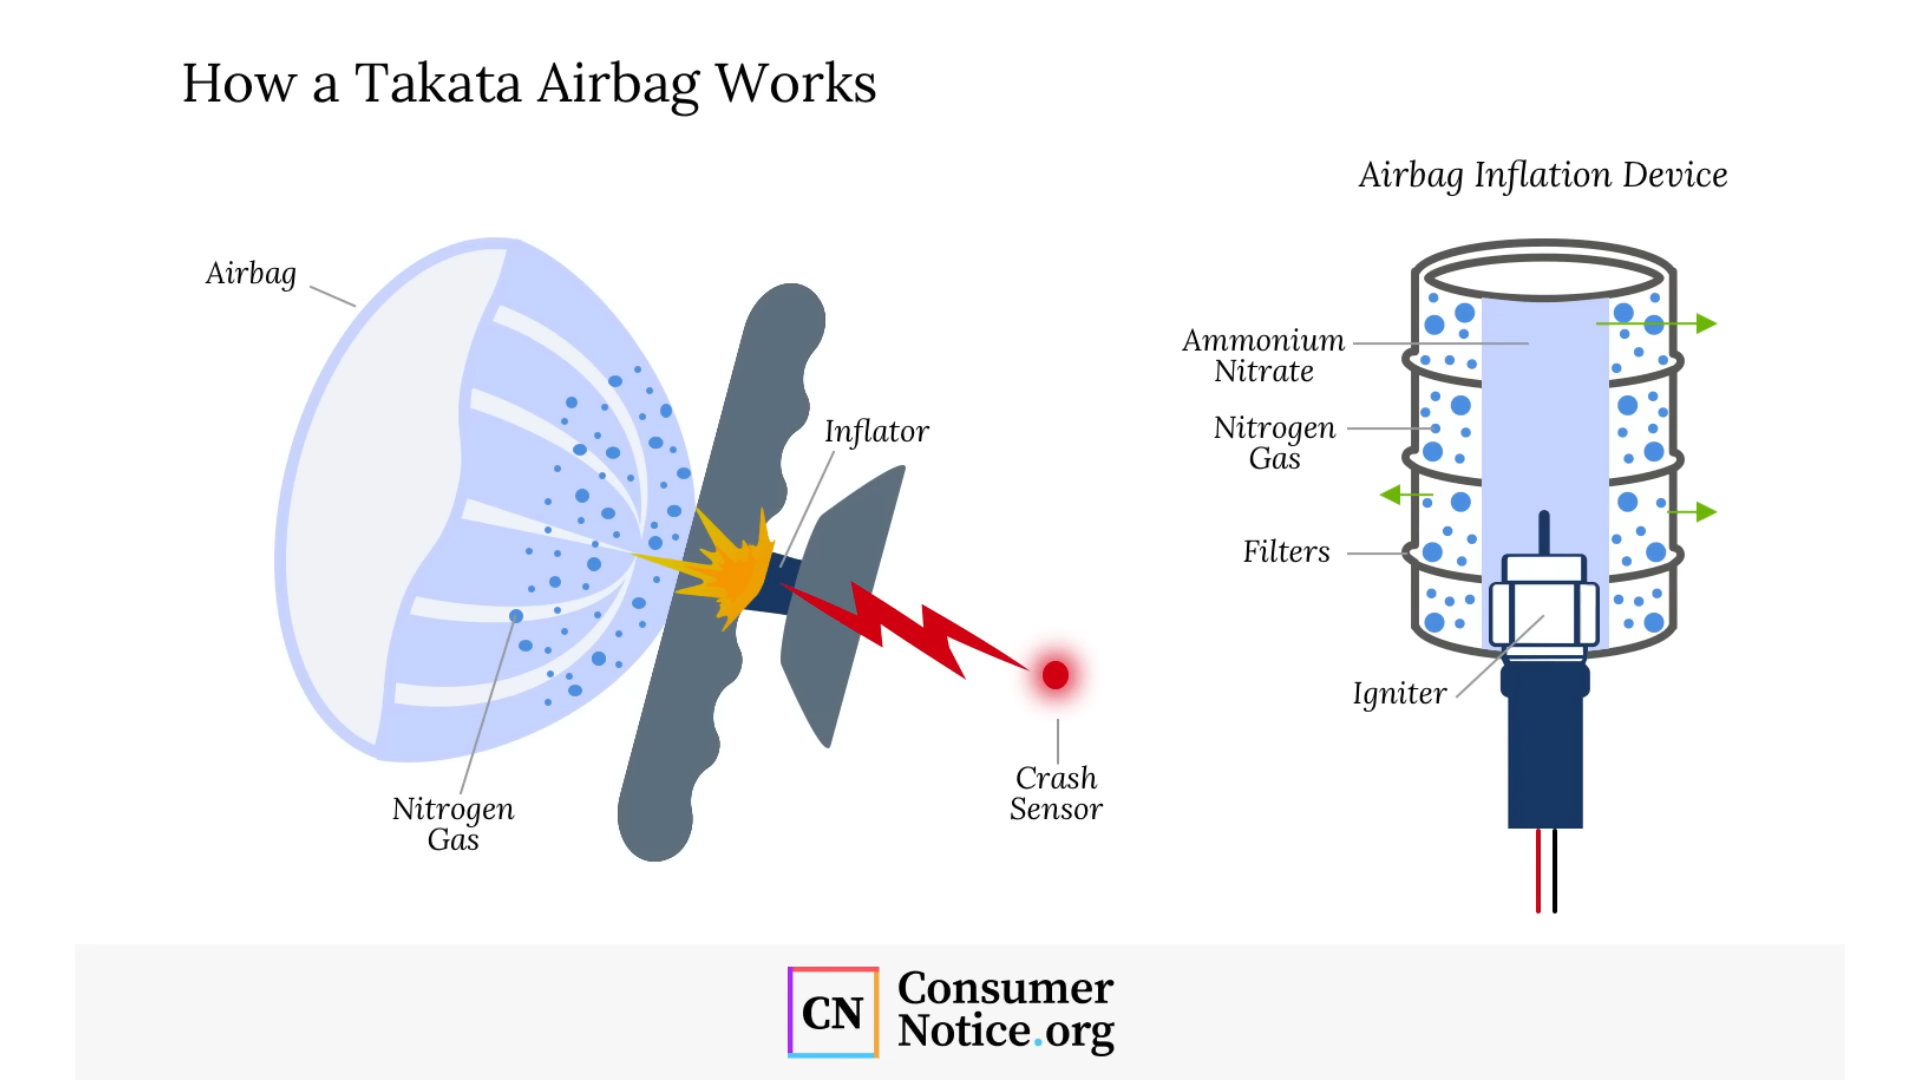 How a Takata Airbag Works
Airbag Inflation Device
Airbag
Inflator
Nitrogen
Gas
Crash
Sensor
Ammonium
Nitrate
Nitrogen
Gas
Filters
Igniter
CN
Consumer
Notice.org